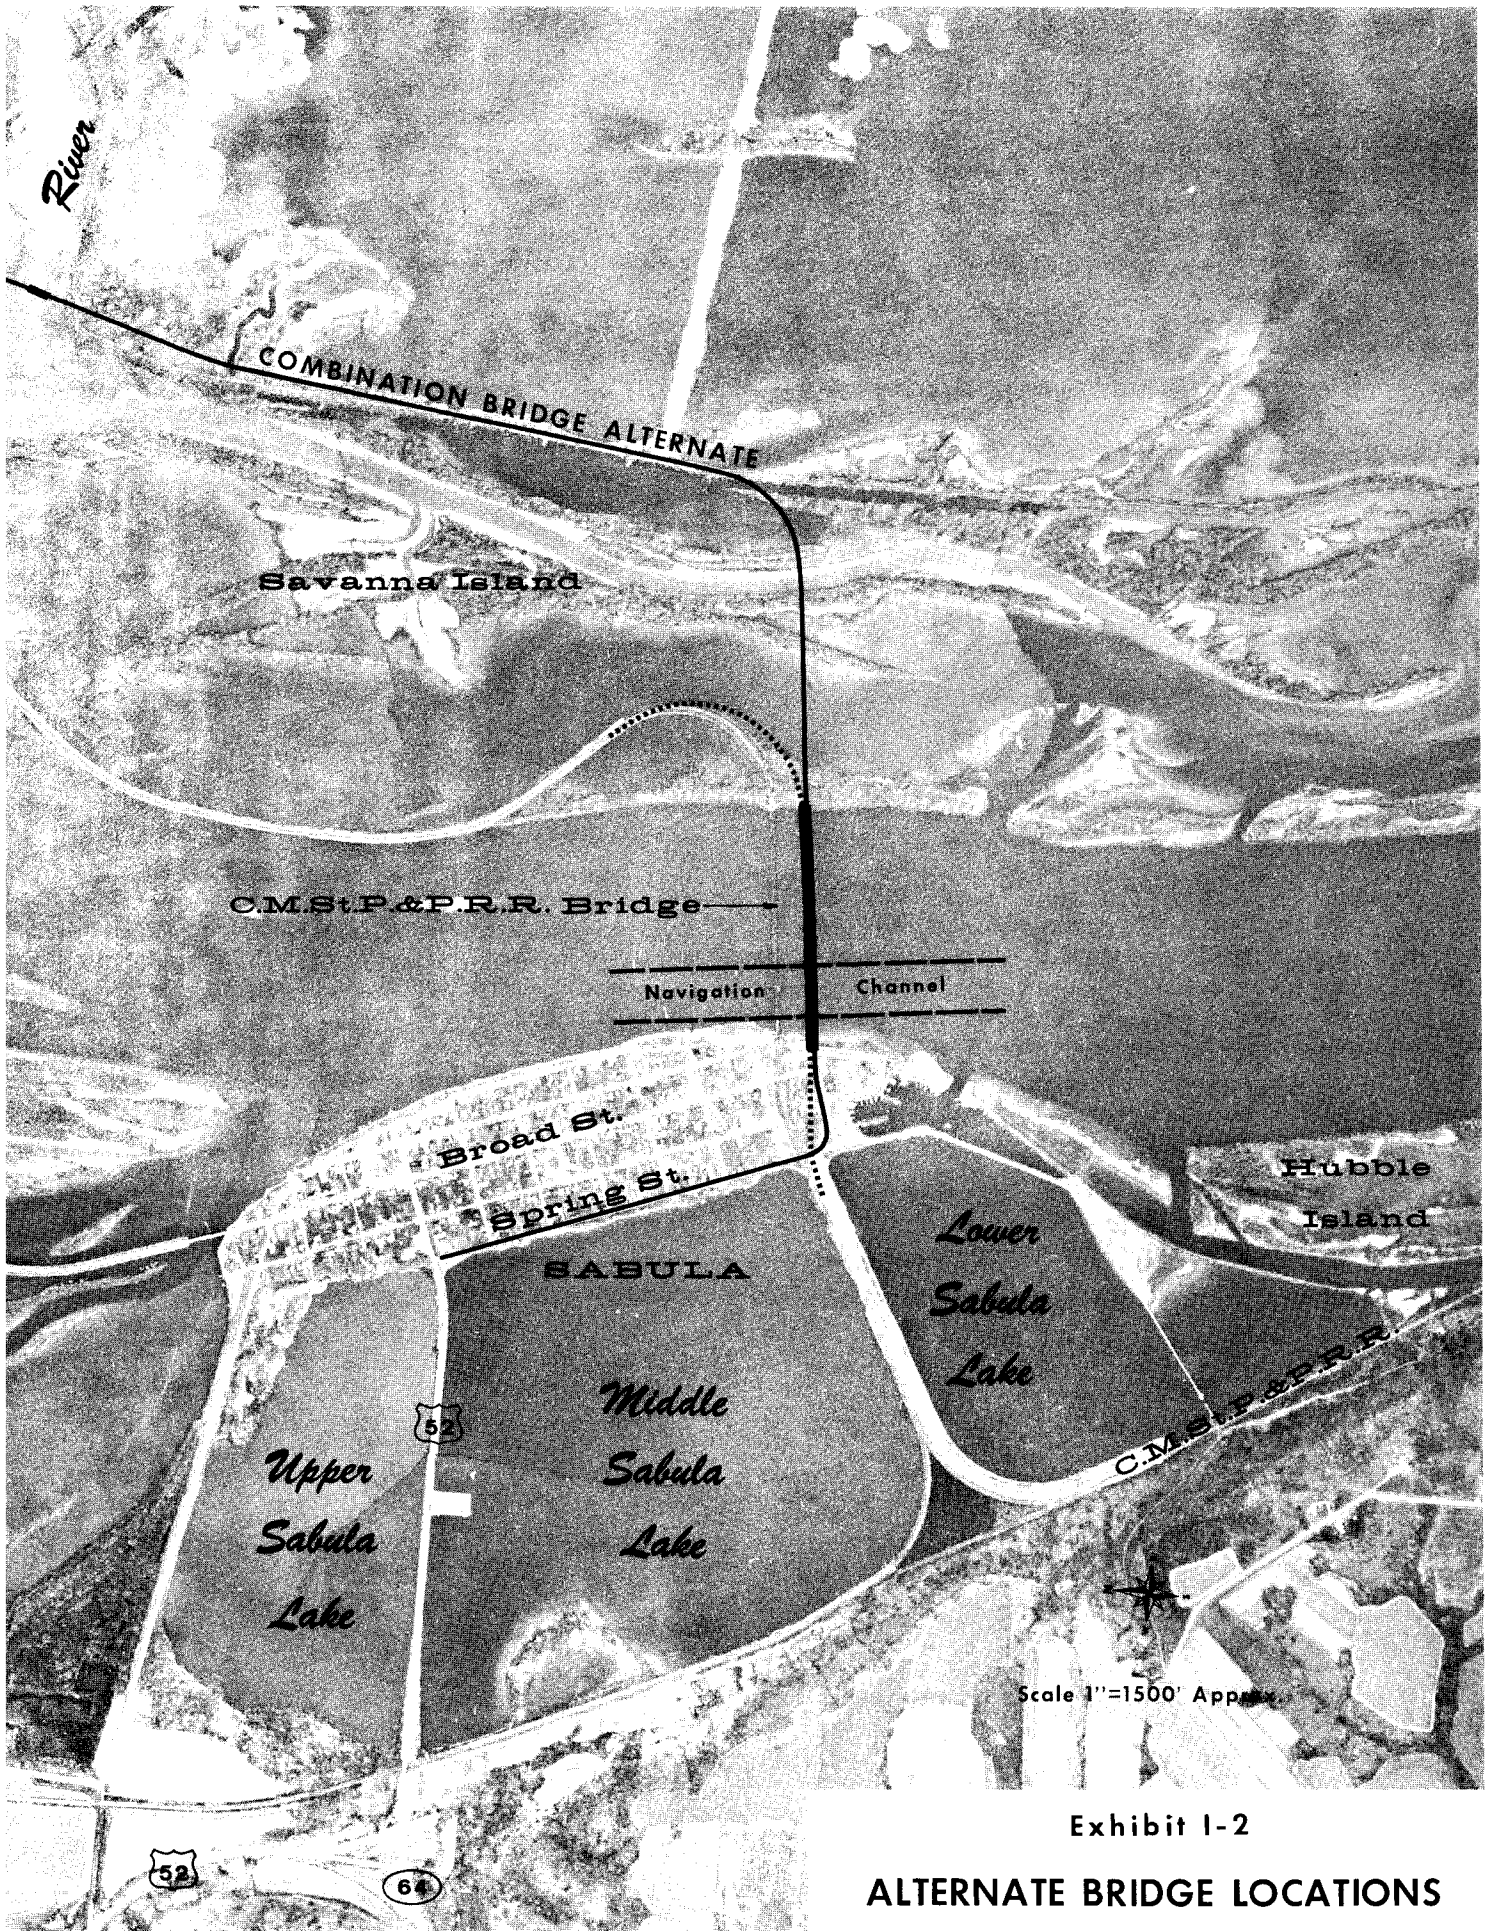 River
COMBINATION BRIDGE ALTERNATE
Savanna Island
C.M.St.P.&P.R.R. Bridge
Navigation Channel
Broad St.
Spring St.
Hubble
Island
SABULA
Lower
Sabula
Lake
C.M.St.P.&P.R.R.
52
Middle
Sabula
Lake
Upper
Sabula
Lake
Scale 1"=1500' Approx.
52
64
Exhibit I-2
ALTERNATE BRIDGE LOCATIONS